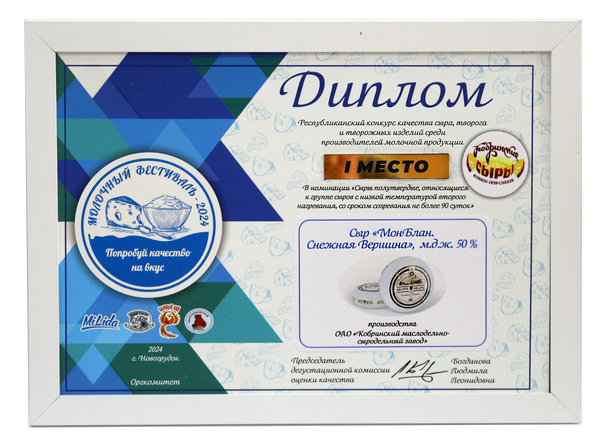 Диплом
Республиканский конкурс качества сыра, творога
и творожных изделий среди
производителей молочной продукции
I МЕСТО
В номинации «Сыры полутвердые, относящиеся
к группе сыров с низкой температурой второго
нагревания, со сроком созревания не более 90 суток»
Кобринские
СЫРЫ
МОЛОЧНЫЙ ФЕСТИВАЛЬ 2024
Попробуй качество
на вкус
Сыр «МонБлан.
Снежная Вершина», м.д.ж. 50 %
производства
ОАО «Кобринский маслодельно-
сыродельный завод»
MiLida
2024
г. Новогрудок
Оргкомитет
Председатель
дегустационной комиссии
оценки качества
Богданова
Людмила
Леонидовна